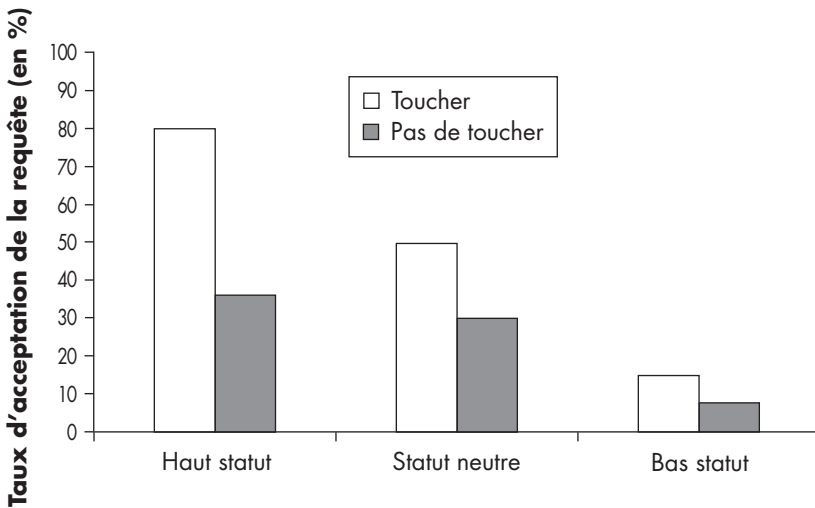 Taux d'acceptation de la requête (en %)
100
90
80
70
60
50
40
30
20
10
0
Toucher
Pas de toucher
Haut statut
Statut neutre
Bas statut